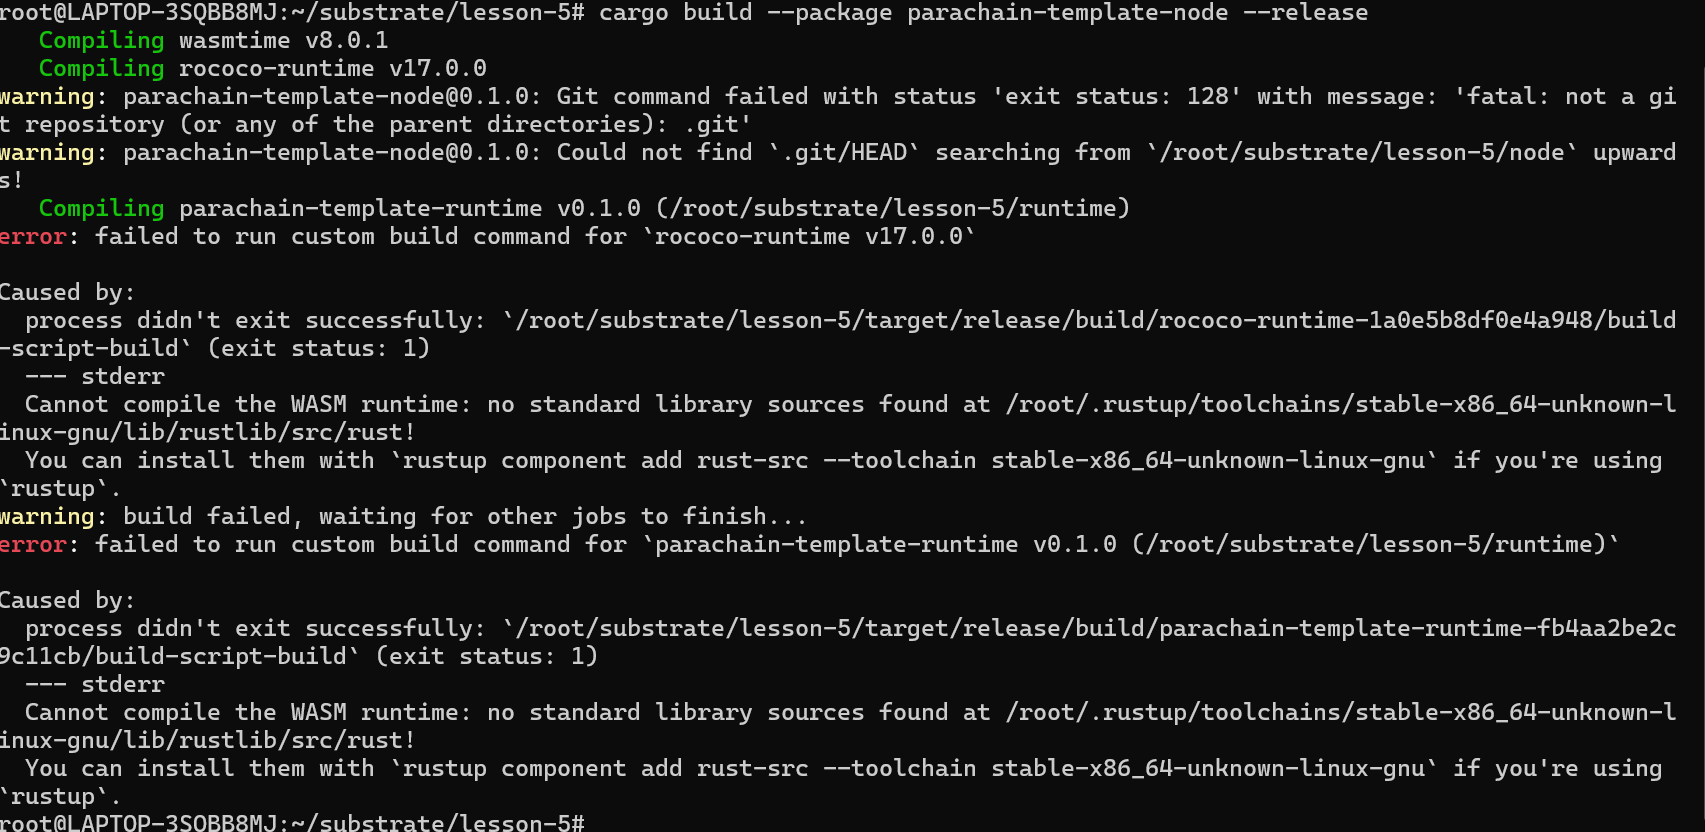 root@LAPTOP-3SQBB8MJ:~/substrate/lesson-5# cargo build --package parachain-template-node --release
   Compiling wasmtime v8.0.1
   Compiling rococo-runtime v17.0.0
warning: parachain-template-node@0.1.0: Git command failed with status 'exit status: 128' with message: 'fatal: not a gi
t repository (or any of the parent directories): .git'
warning: parachain-template-node@0.1.0: Could not find `.git/HEAD` searching from `/root/substrate/lesson-5/node` upward
s!
   Compiling parachain-template-runtime v0.1.0 (/root/substrate/lesson-5/runtime)
error: failed to run custom build command for `rococo-runtime v17.0.0`

Caused by:
  process didn't exit successfully: `/root/substrate/lesson-5/target/release/build/rococo-runtime-1a0e5b8df0e4a948/build
-script-build` (exit status: 1)
  --- stderr
  Cannot compile the WASM runtime: no standard library sources found at /root/.rustup/toolchains/stable-x86_64-unknown-l
inux-gnu/lib/rustlib/src/rust!
  You can install them with `rustup component add rust-src --toolchain stable-x86_64-unknown-linux-gnu` if you're using
`rustup`.
warning: build failed, waiting for other jobs to finish...
error: failed to run custom build command for `parachain-template-runtime v0.1.0 (/root/substrate/lesson-5/runtime)`

Caused by:
  process didn't exit successfully: `/root/substrate/lesson-5/target/release/build/parachain-template-runtime-fb4aa2be2c
9c11cb/build-script-build` (exit status: 1)
  --- stderr
  Cannot compile the WASM runtime: no standard library sources found at /root/.rustup/toolchains/stable-x86_64-unknown-l
inux-gnu/lib/rustlib/src/rust!
  You can install them with `rustup component add rust-src --toolchain stable-x86_64-unknown-linux-gnu` if you're using
`rustup`.
root@LAPTOP-3SQBB8MJ:~/substrate/lesson-5#